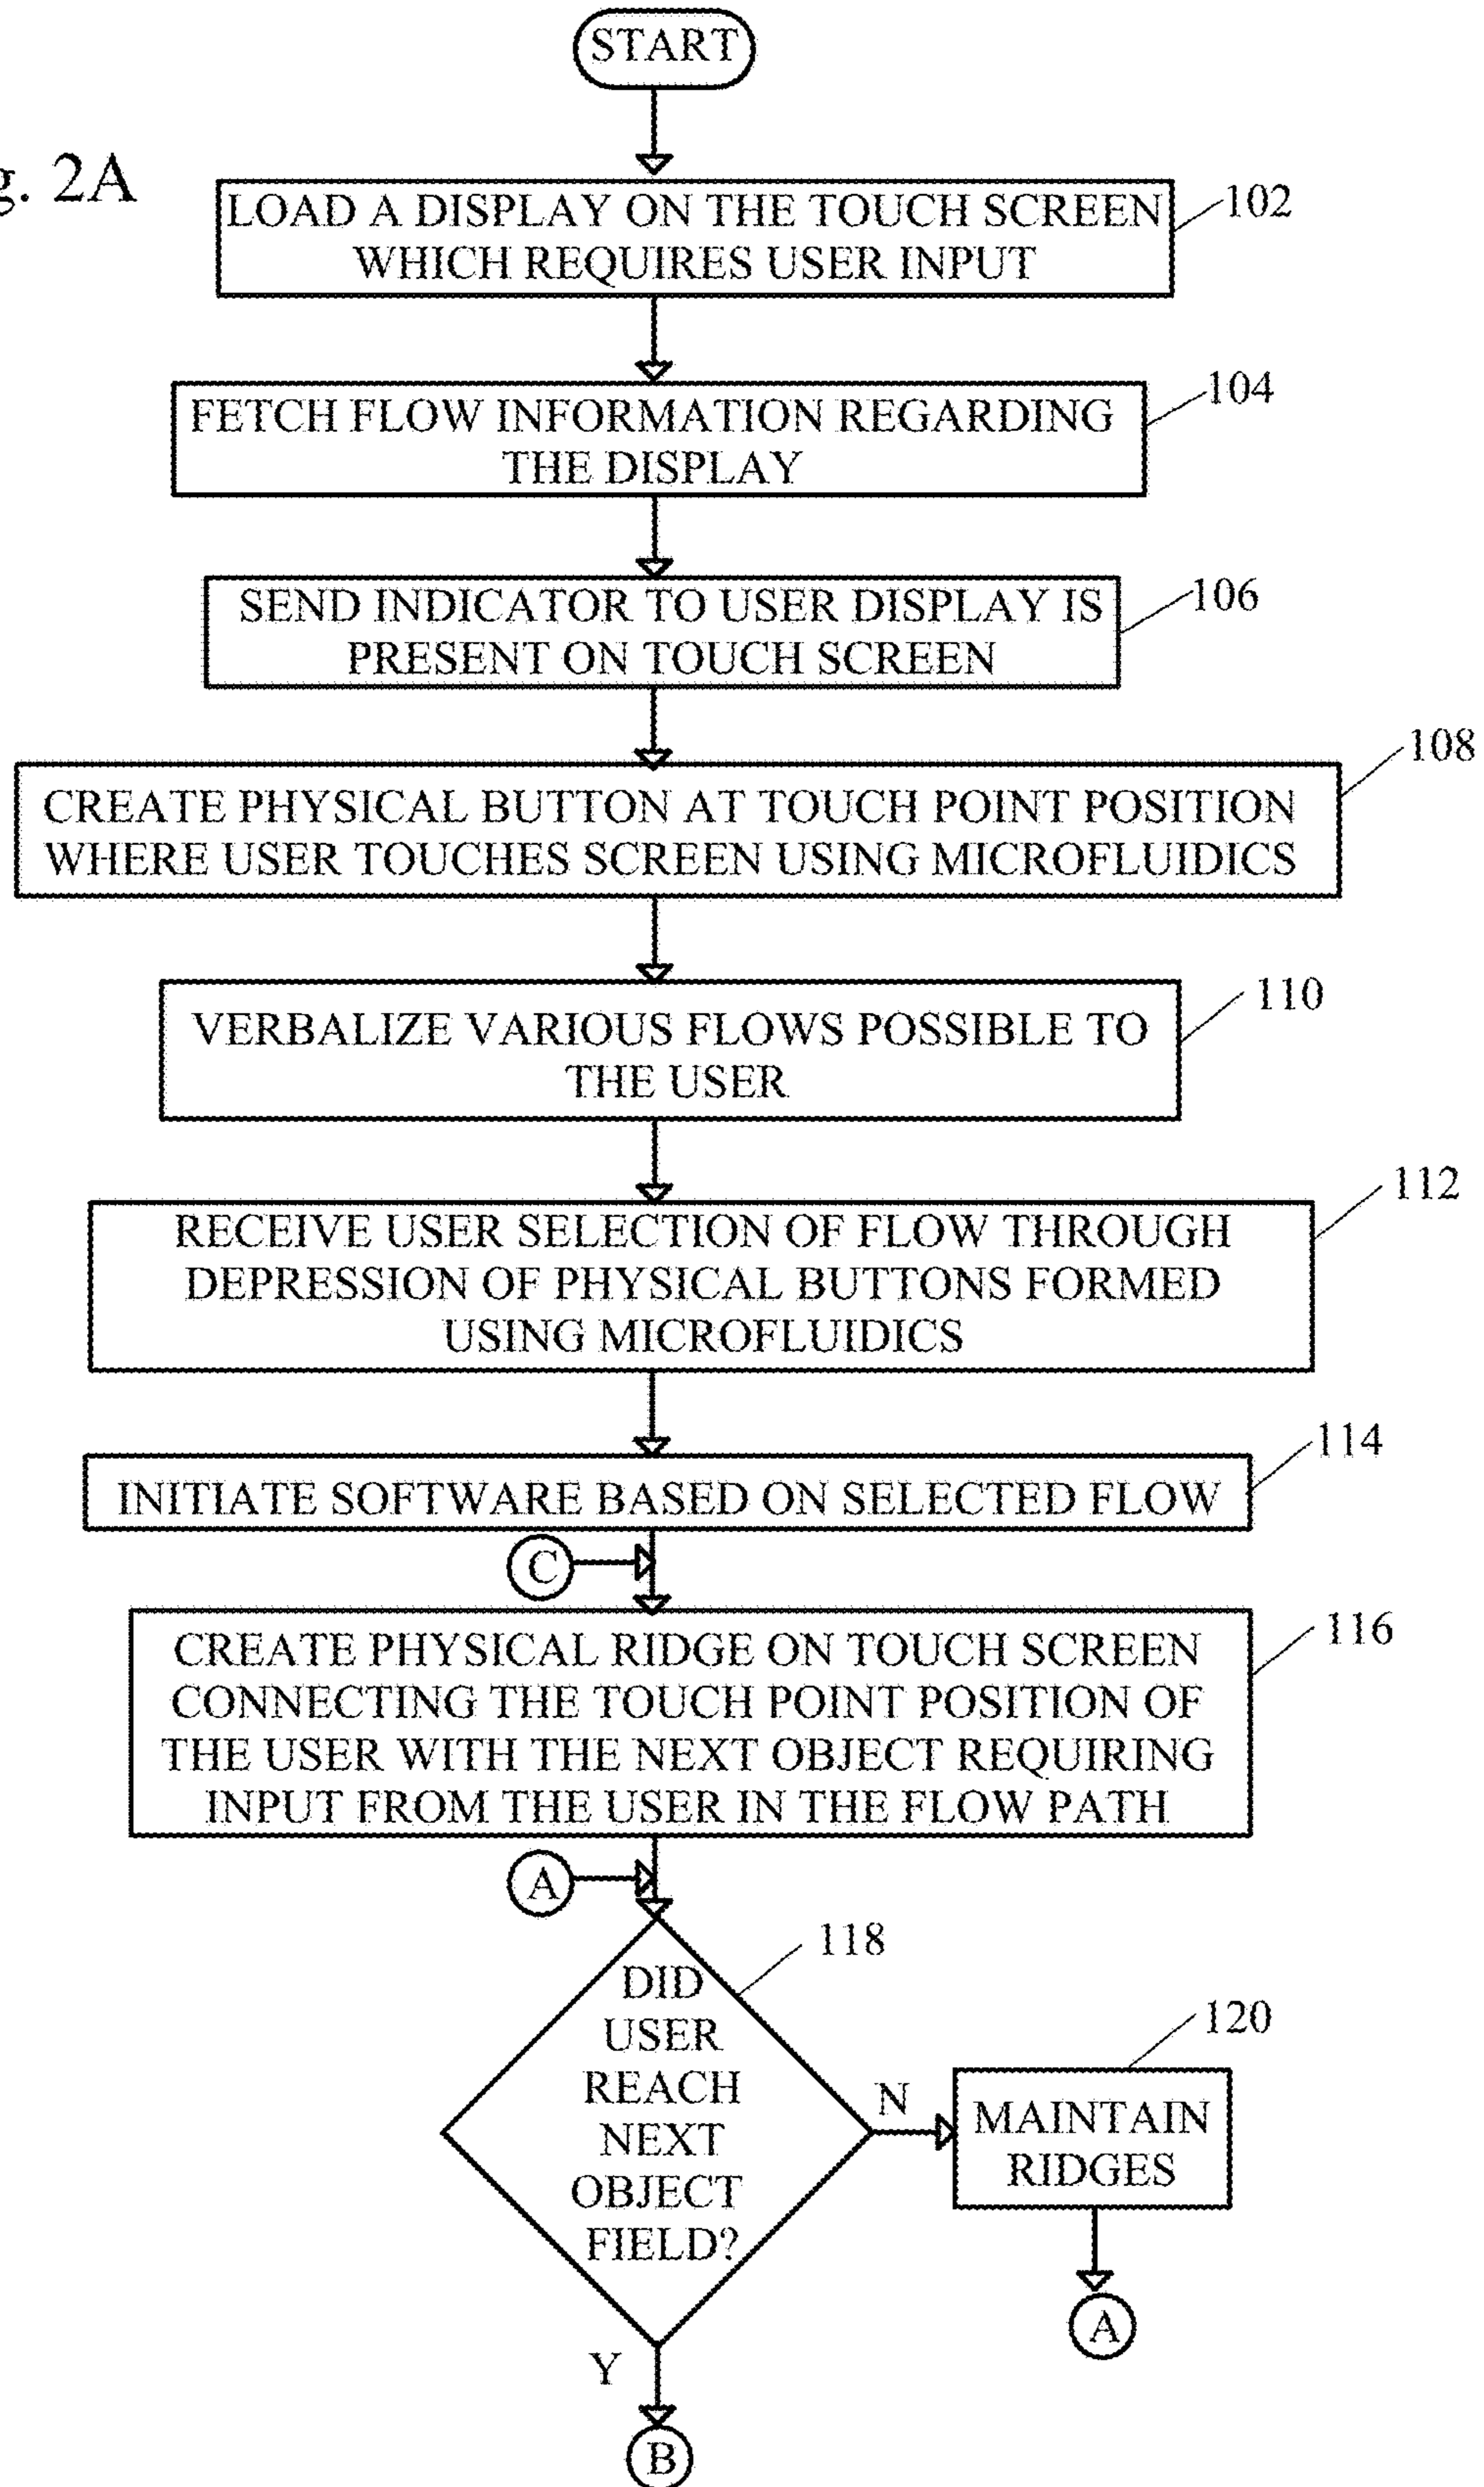 START
g. 2A
LOAD A DISPLAY ON THE TOUCH SCREEN
WHICH REQUIRES USER INPUT
102
FETCH FLOW INFORMATION REGARDING
THE DISPLAY
104
SEND INDICATOR TO USER DISPLAY IS
PRESENT ON TOUCH SCREEN
106
CREATE PHYSICAL BUTTON AT TOUCH POINT POSITION
WHERE USER TOUCHES SCREEN USING MICROFLUIDICS
108
VERBALIZE VARIOUS FLOWS POSSIBLE TO
THE USER
110
RECEIVE USER SELECTION OF FLOW THROUGH
DEPRESSION OF PHYSICAL BUTTONS FORMED
USING MICROFLUIDICS
112
INITIATE SOFTWARE BASED ON SELECTED FLOW
114
C
CREATE PHYSICAL RIDGE ON TOUCH SCREEN
CONNECTING THE TOUCH POINT POSITION OF
THE USER WITH THE NEXT OBJECT REQUIRING
INPUT FROM THE USER IN THE FLOW PATH
116
A
DID
USER
REACH
NEXT
OBJECT
FIELD?
118
N
MAINTAIN
RIDGES
120
A
Y
B